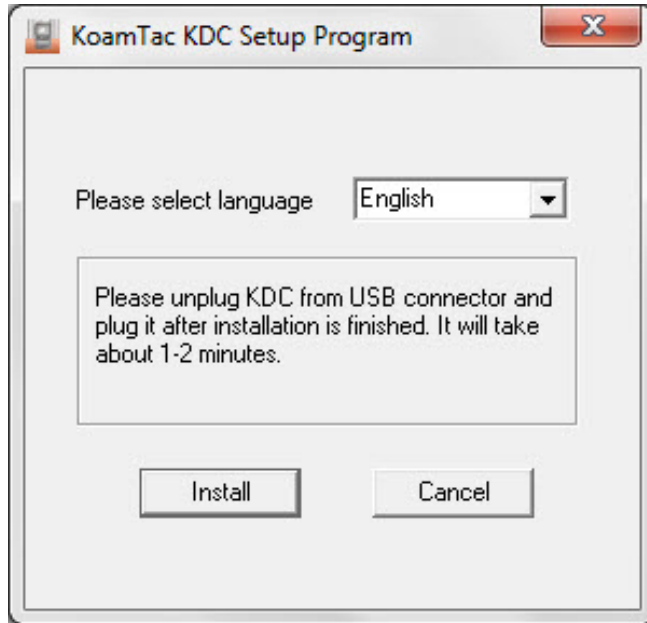 KoamTac KDC Setup Program
Please select language English
Please unplug KDC from USB connector and
plug it after installation is finished. It will take
about 1-2 minutes.
Install Cancel